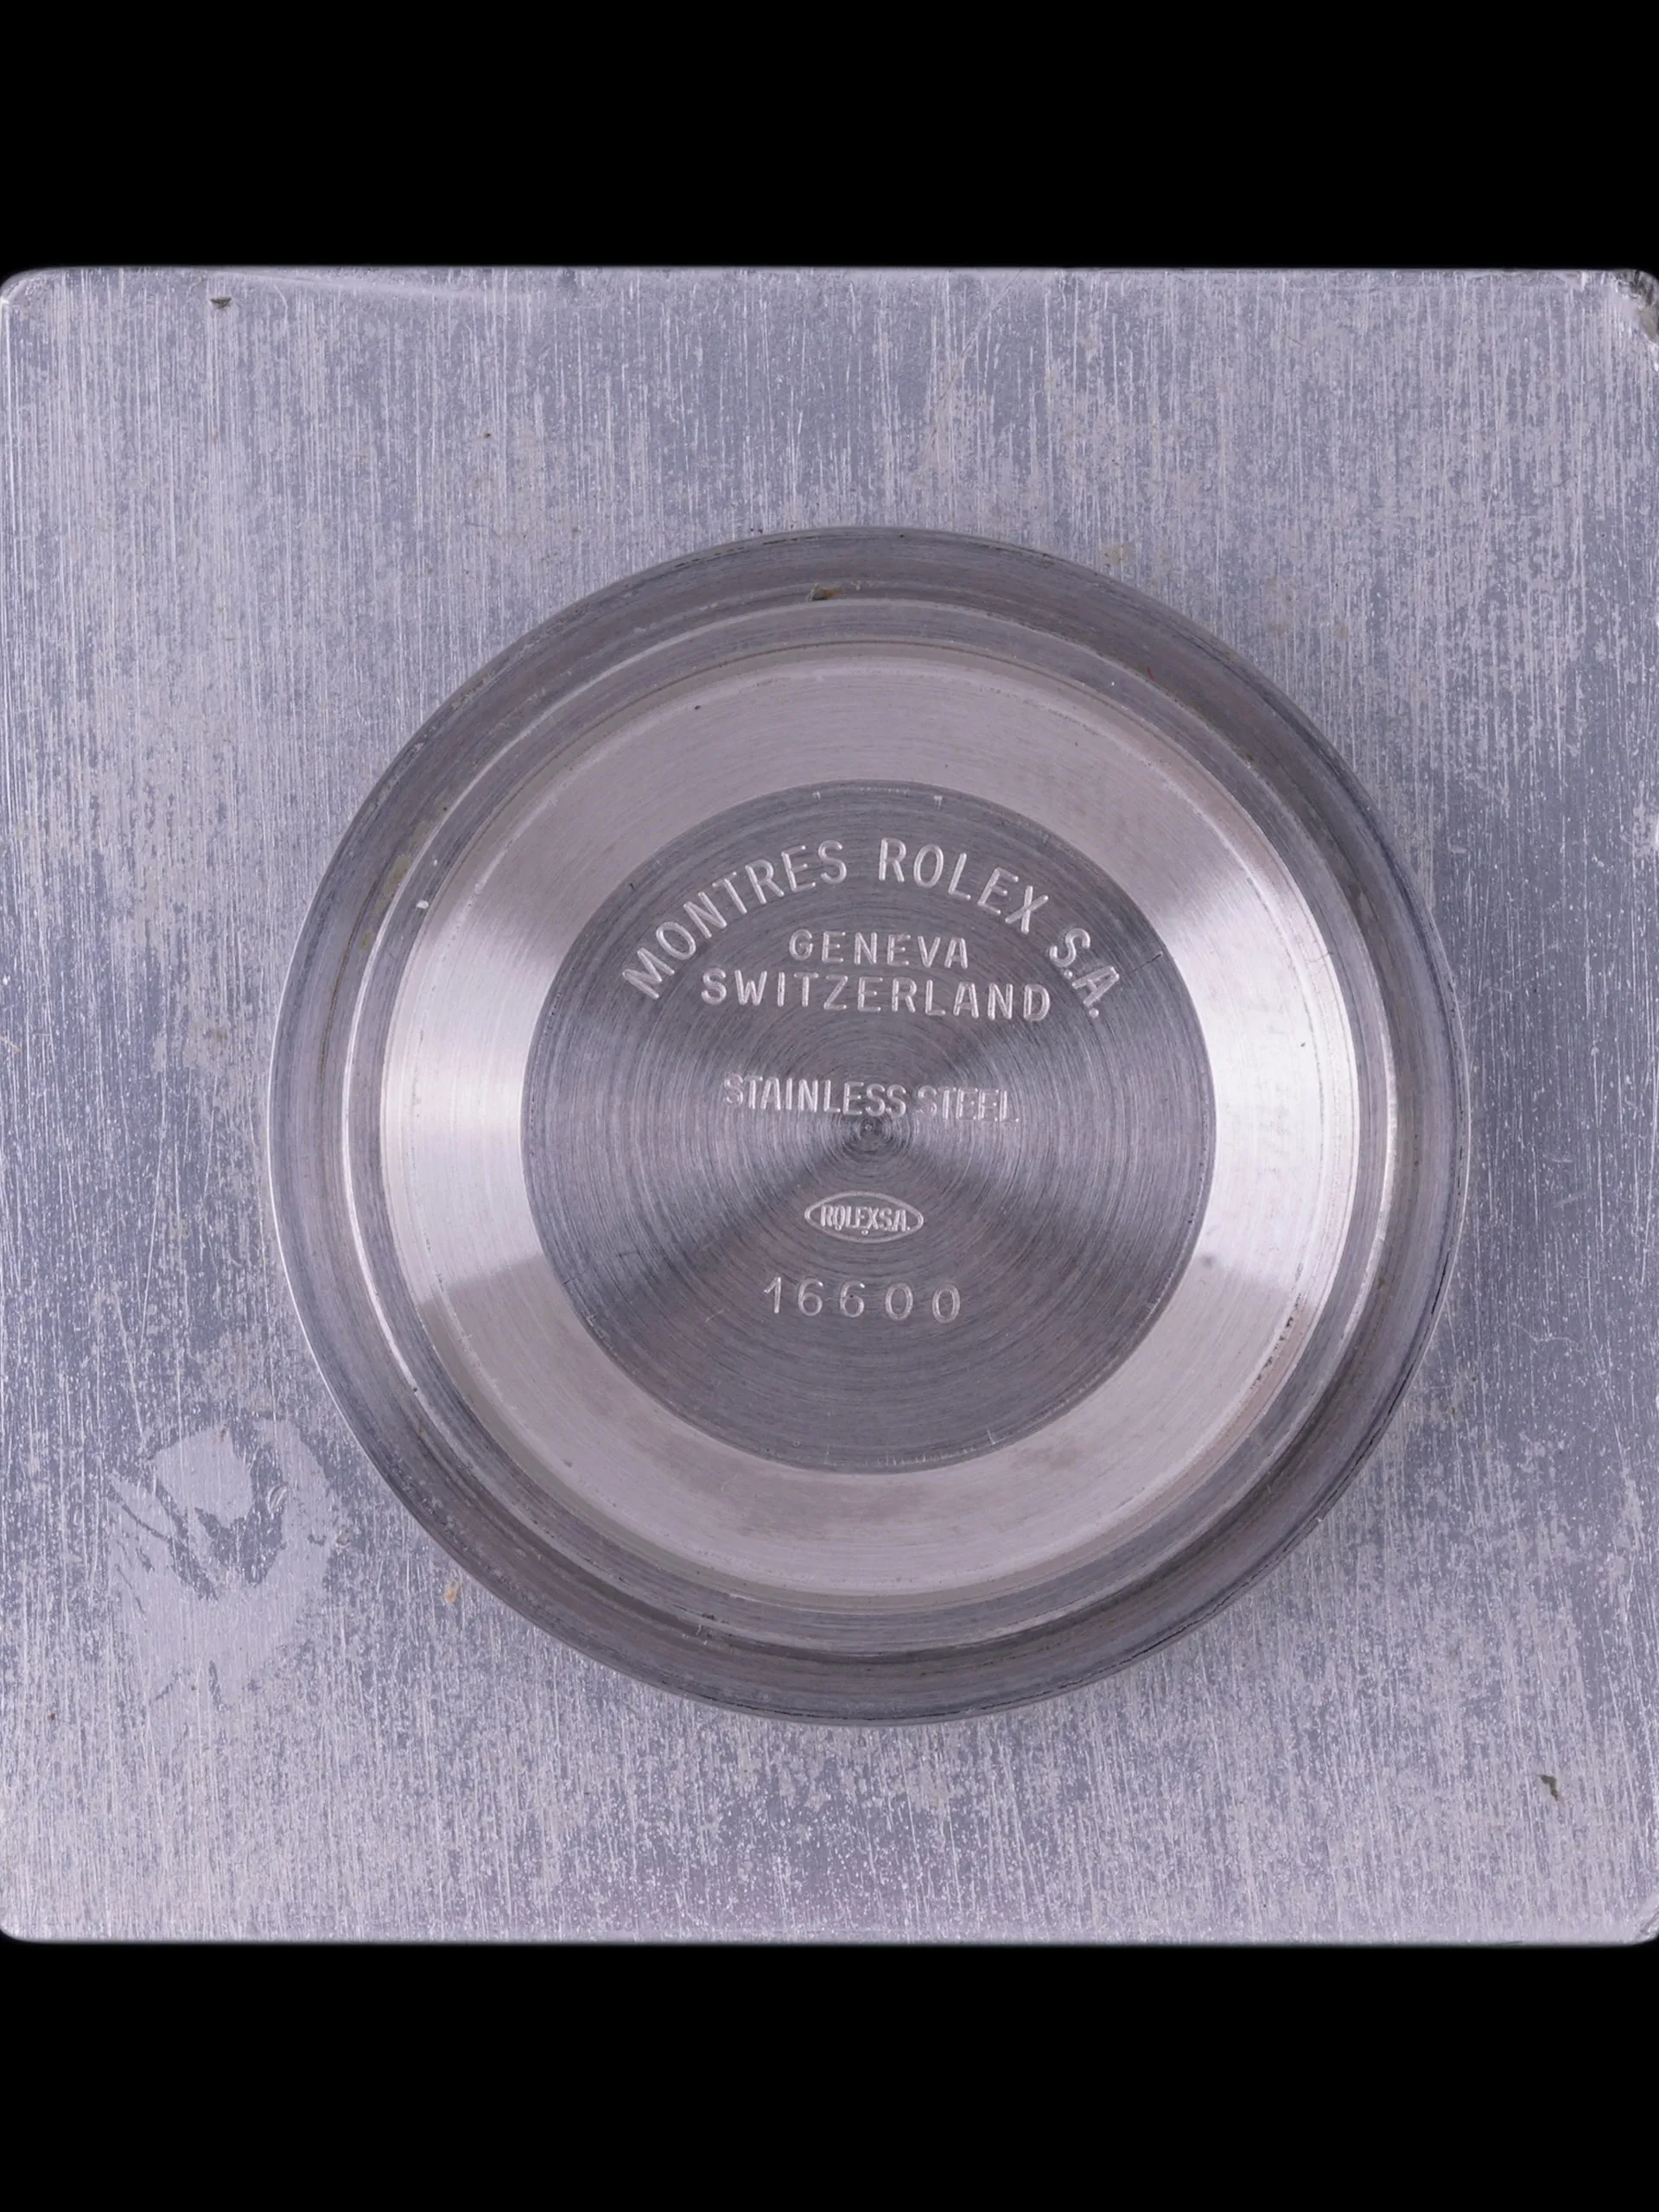 MONTRES ROLEX S.A.
GENEVA
SWITZERLAND
STAINLESS STEEL
ROLEX S.A.
16600